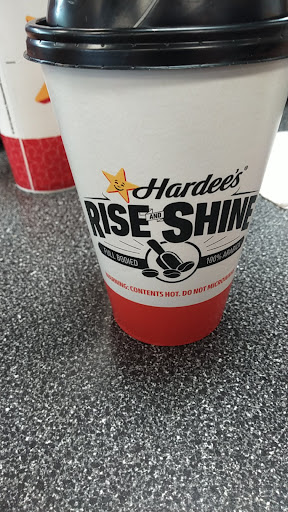 Hardee's
RISE AND SHINE
FULL BODIED 100% ARABICA
WARNING: CONTENTS HOT. DO NOT MICROWAVE